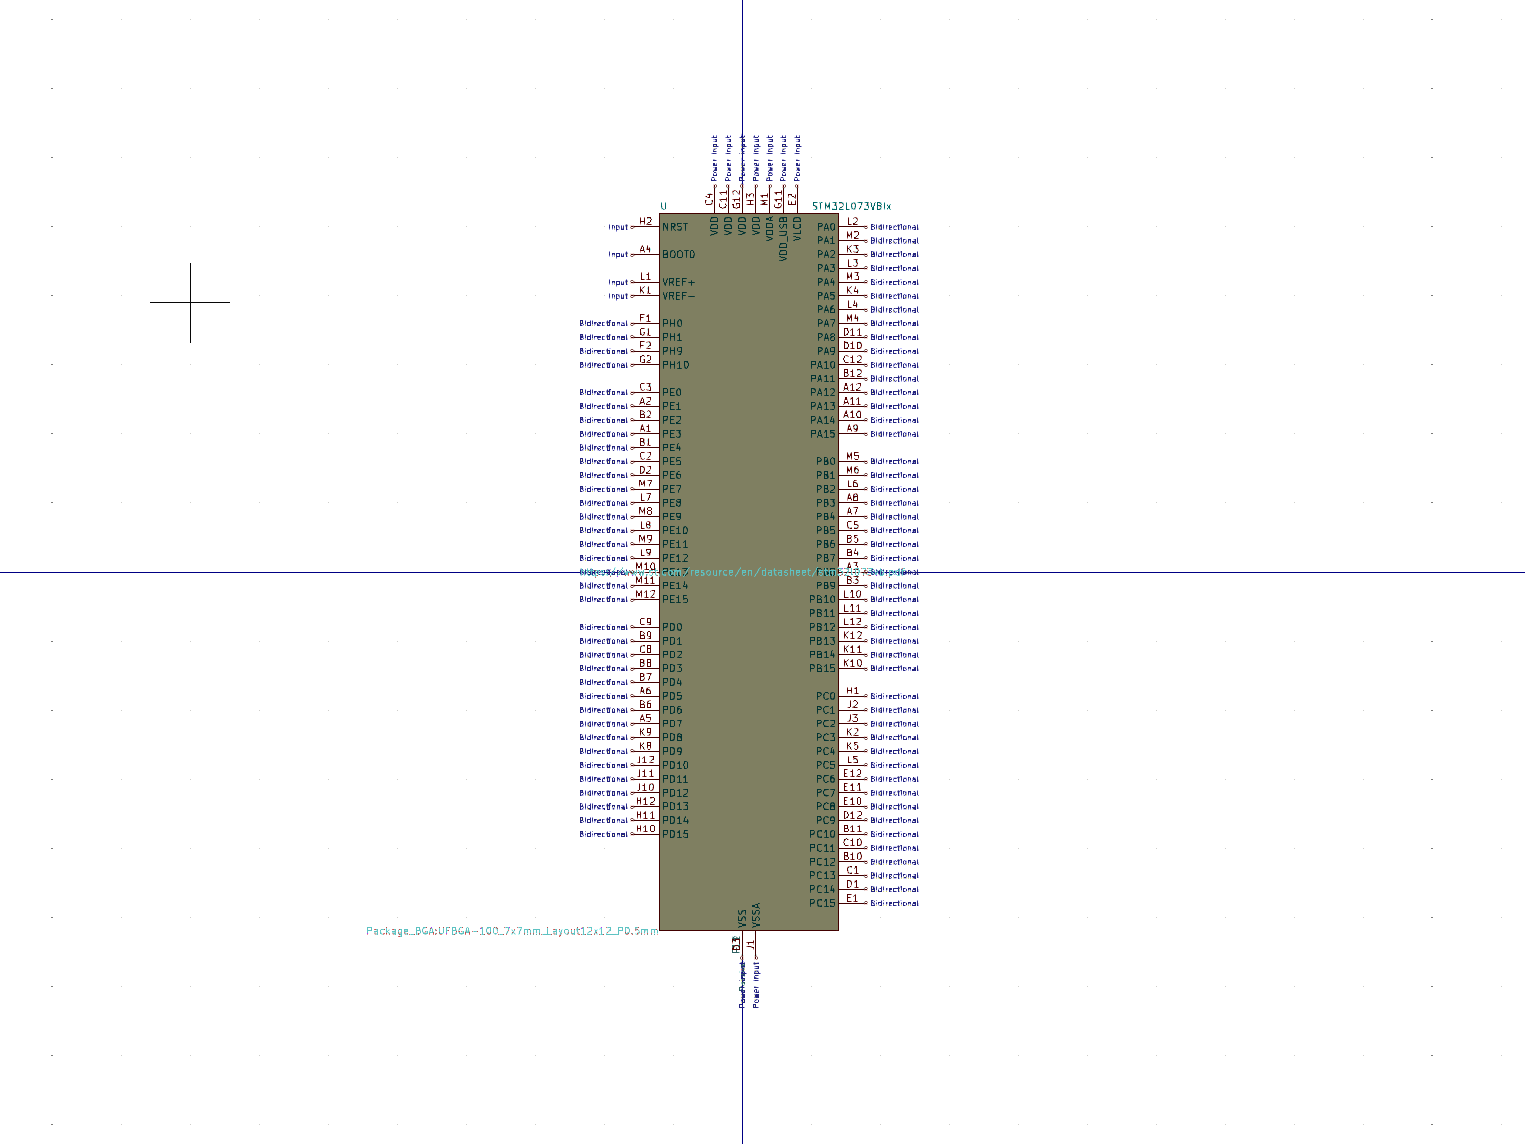 Power Input Power Input Power Input Power Input Power Input Power Input Power Input
C4 C11 G12 H3 M1 G11 E2
U STM32L073VBIx
VDD VDD VDD VDD VDDA VDD_USB VLCD
Input H2 NRST PA0 L2 Bidirectional
PA1 M2 Bidirectional
Input A4 BOOT0 PA2 K3 Bidirectional
PA3 L3 Bidirectional
Input L1 VREF+ PA4 M3 Bidirectional
Input K1 VREF- PA5 K4 Bidirectional
PA6 L4 Bidirectional
Bidirectional F1 PH0 PA7 M4 Bidirectional
Bidirectional G1 PH1 PA8 D11 Bidirectional
Bidirectional F2 PH9 PA9 D10 Bidirectional
Bidirectional G2 PH10 PA10 C12 Bidirectional
PA11 B12 Bidirectional
Bidirectional C3 PE0 PA12 A12 Bidirectional
Bidirectional A2 PE1 PA13 A11 Bidirectional
Bidirectional B2 PE2 PA14 A10 Bidirectional
Bidirectional A1 PE3 PA15 A9 Bidirectional
Bidirectional B1 PE4
Bidirectional C2 PE5 PB0 M5 Bidirectional
Bidirectional D2 PE6 PB1 M6 Bidirectional
Bidirectional M7 PE7 PB2 L6 Bidirectional
Bidirectional L7 PE8 PB3 A8 Bidirectional
Bidirectional M8 PE9 PB4 A7 Bidirectional
Bidirectional L8 PE10 PB5 C5 Bidirectional
Bidirectional M9 PE11 PB6 B5 Bidirectional
Bidirectional L9 PE12 PB7 B4 Bidirectional
M10 /resource/en/datasheet/ A3
Bidirectional M11 PE14 PB9 B3 Bidirectional
Bidirectional M12 PE15 PB10 L10 Bidirectional
PB11 L11 Bidirectional
Bidirectional C9 PD0 PB12 L12 Bidirectional
Bidirectional B9 PD1 PB13 K12 Bidirectional
Bidirectional C8 PD2 PB14 K11 Bidirectional
Bidirectional B8 PD3 PB15 K10 Bidirectional
Bidirectional B7 PD4
Bidirectional A6 PD5 PC0 H1 Bidirectional
Bidirectional B6 PD6 PC1 J2 Bidirectional
Bidirectional A5 PD7 PC2 J3 Bidirectional
Bidirectional K9 PD8 PC3 K2 Bidirectional
Bidirectional K8 PD9 PC4 K5 Bidirectional
Bidirectional J12 PD10 PC5 L5 Bidirectional
Bidirectional J11 PD11 PC6 E12 Bidirectional
Bidirectional J10 PD12 PC7 E11 Bidirectional
Bidirectional H12 PD13 PC8 E10 Bidirectional
Bidirectional H11 PD14 PC9 D12 Bidirectional
Bidirectional H10 PD15 PC10 B11 Bidirectional
PC11 C10 Bidirectional
PC12 B10 Bidirectional
PC13 C1 Bidirectional
PC14 D1 Bidirectional
PC15 E1 Bidirectional
VSS VSSA
Package_BGA:UFBGA-100_7x7mm_Layout12x12_P0.5mm
J1
Power Input